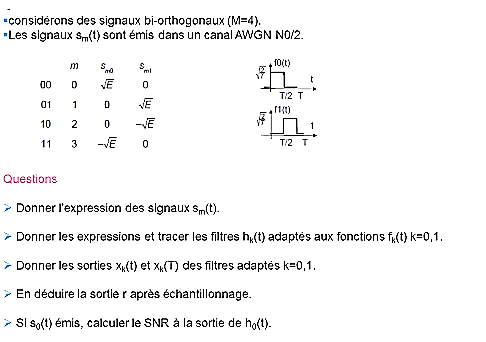 ▪considérons des signaux bi-orthogonaux (M=4).
▪Les signaux sm(t) sont émis dans un canal AWGN N0/2.
m sm0 sm1
00 0 √E 0
01 1 0 √E
10 2 0 −√E
11 3 −√E 0
f0(t)
t
T/2 T
f1(t)
t
T/2 T
Questions
➢ Donner l'expression des signaux sm(t).
➢ Donner les expressions et tracer les filtres hk(t) adaptés aux fonctions fk(t) k=0,1.
➢ Donner les sorties xk(t) et xk(T) des filtres adaptés k=0,1.
➢ En déduire la sortie r après échantillonnage.
➢ Si s0(t) émis, calculer le SNR à la sortie de h0(t).